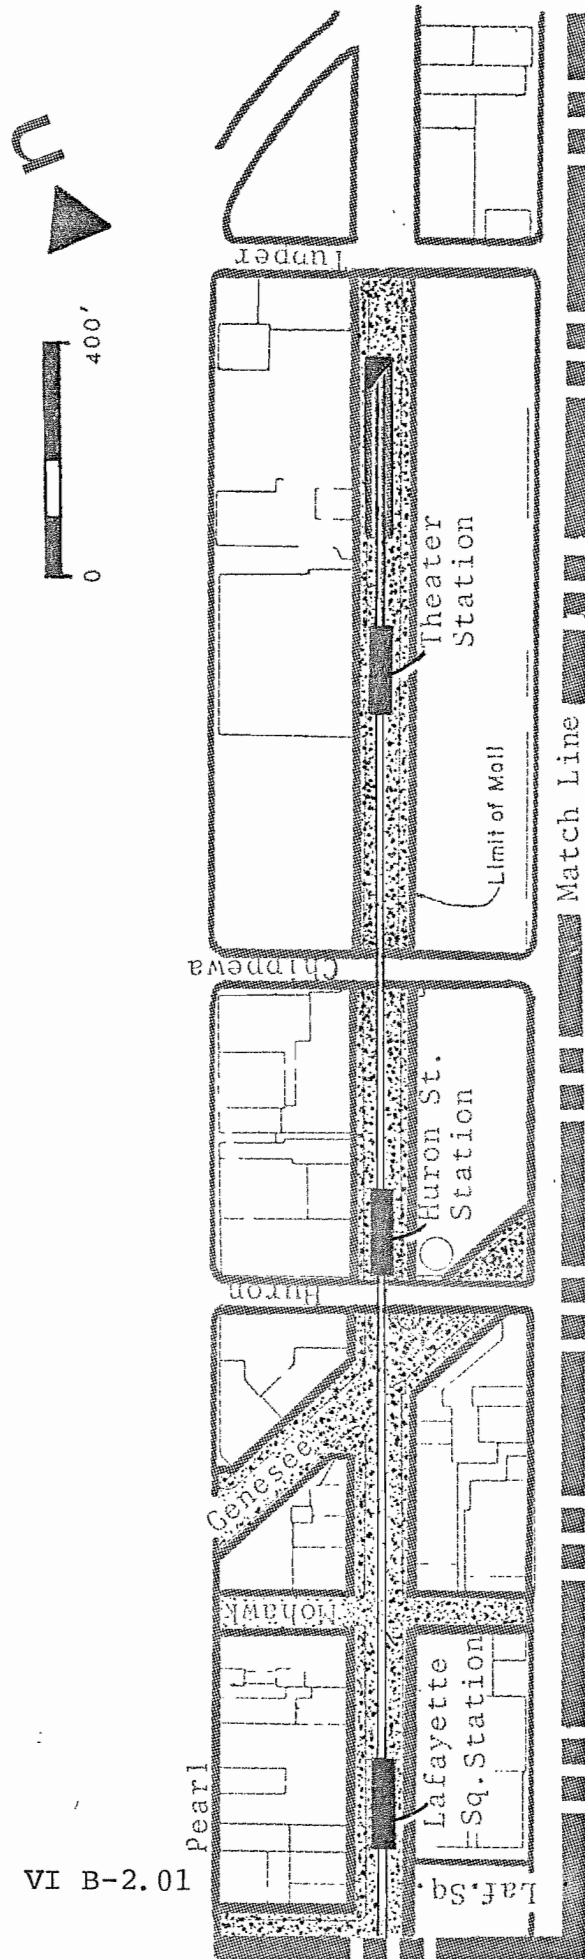 n
400'
0
Tupper
Theater
Station
Limit of Mall
Match Line
Chippewa
Huron St.
Station
Huron
Genesee
Mohawk
Lafayette
Sq.Station
Pearl
Laf.Sq.
VI B-2.01